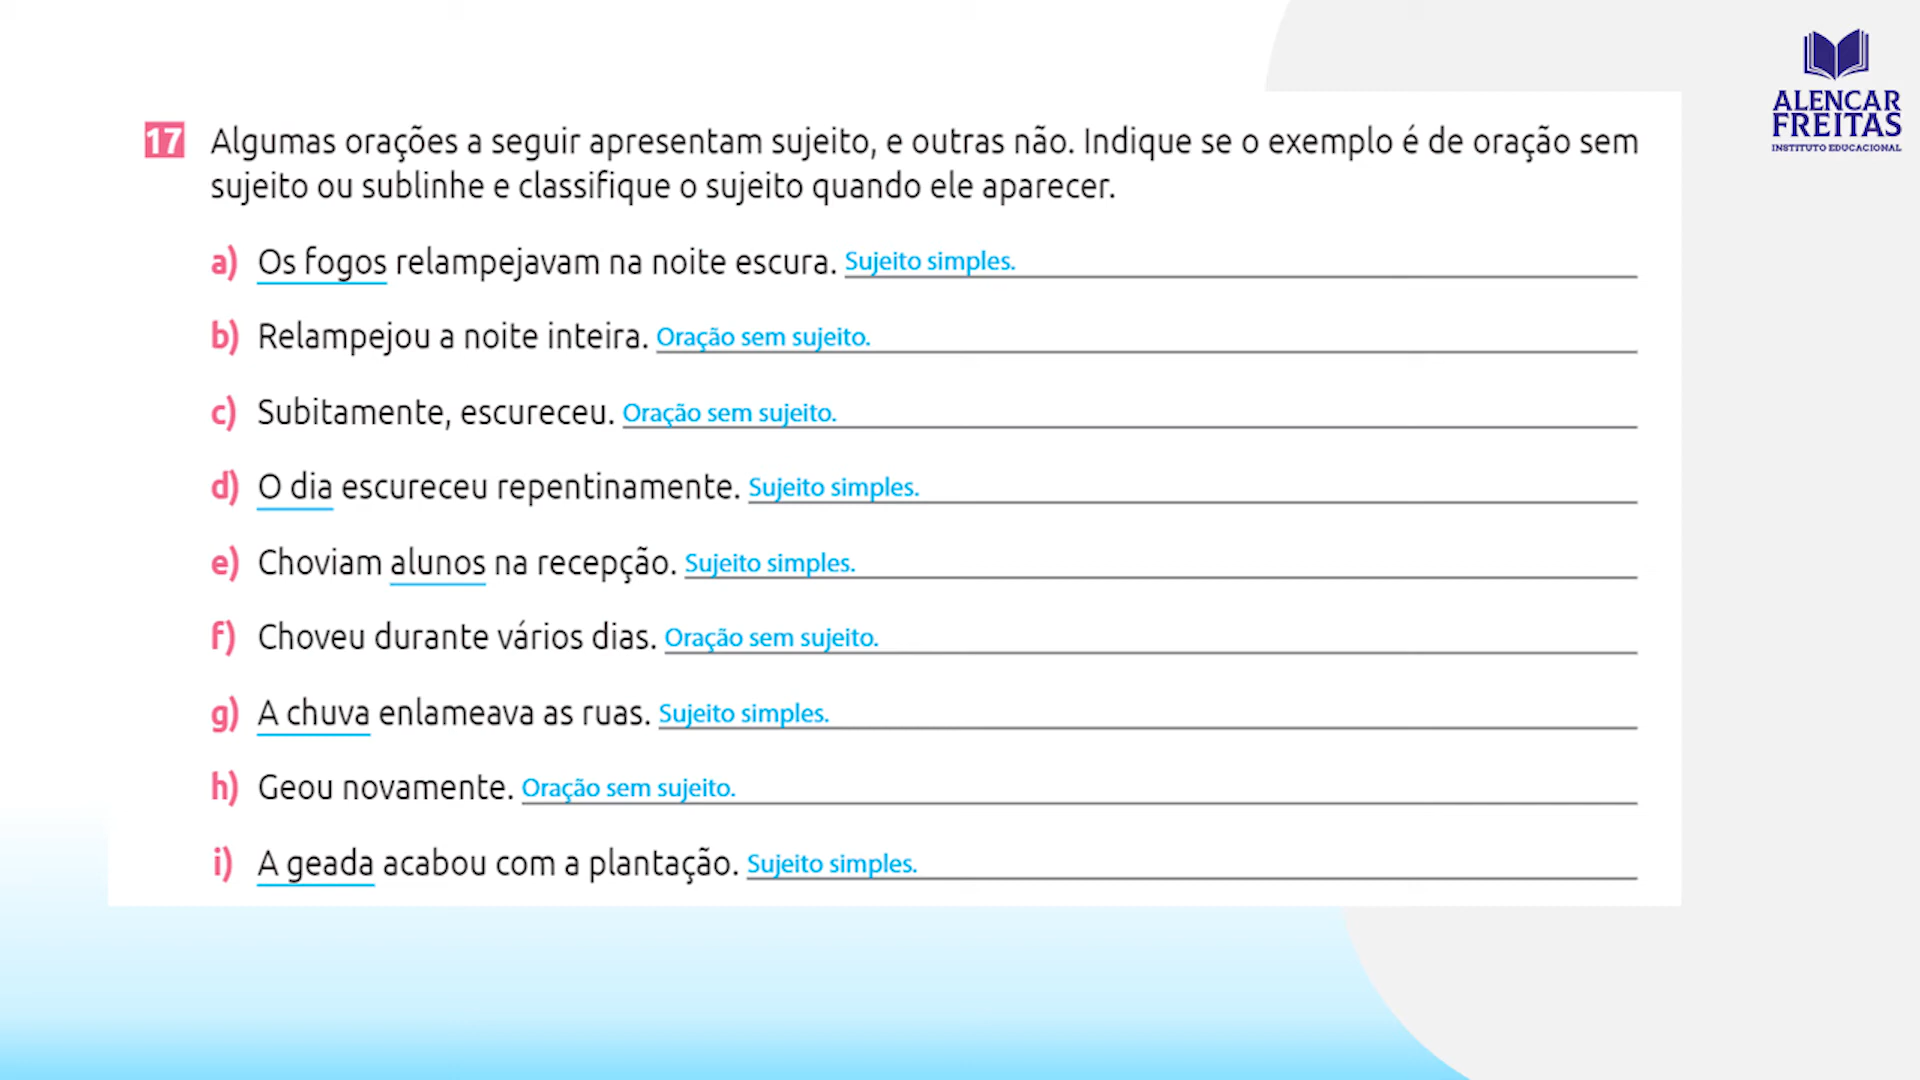 ALENCAR
FREITAS
INSTITUTO EDUCACIONAL
17 Algumas orações a seguir apresentam sujeito, e outras não. Indique se o exemplo é de oração sem
sujeito ou sublinhe e classifique o sujeito quando ele aparecer.
a) Os fogos relampejavam na noite escura. Sujeito simples.
b) Relampejou a noite inteira. Oração sem sujeito.
c) Subitamente, escureceu. Oração sem sujeito.
d) O dia escureceu repentinamente. Sujeito simples.
e) Choviam alunos na recepção. Sujeito simples.
f) Choveu durante vários dias. Oração sem sujeito.
g) A chuva enlameava as ruas. Sujeito simples.
h) Geou novamente. Oração sem sujeito.
i) A geada acabou com a plantação. Sujeito simples.